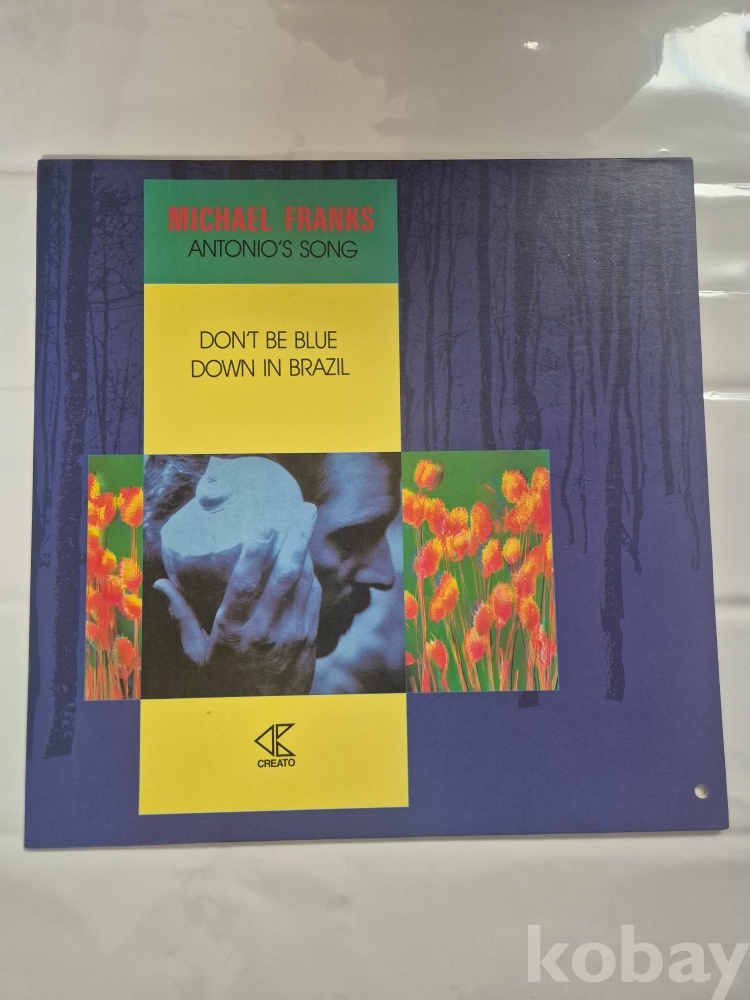 MICHAEL FRANKS
ANTONIO'S SONG
DON'T BE BLUE
DOWN IN BRAZIL
CREATO
kobay